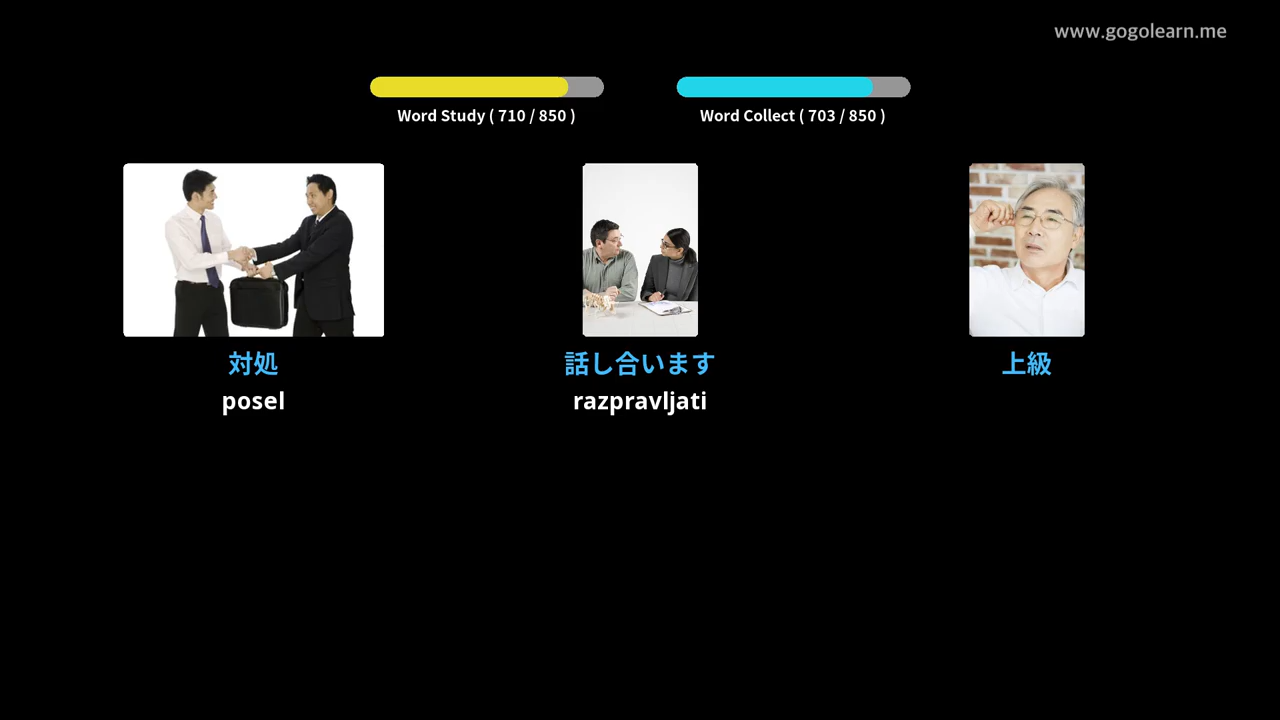 www.gogolearn.me
Word Study ( 710 / 850 )
Word Collect ( 703 / 850 )
対処
posel
話し合います
razpravljati
上級